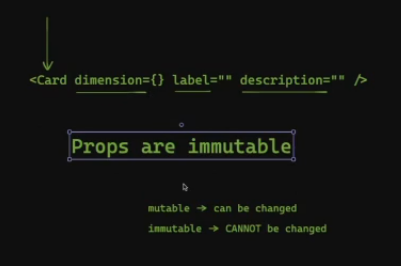 <Card dimension={} label="" description="" />
Props are immutable
mutable → can be changed
immutable → CANNOT be changed